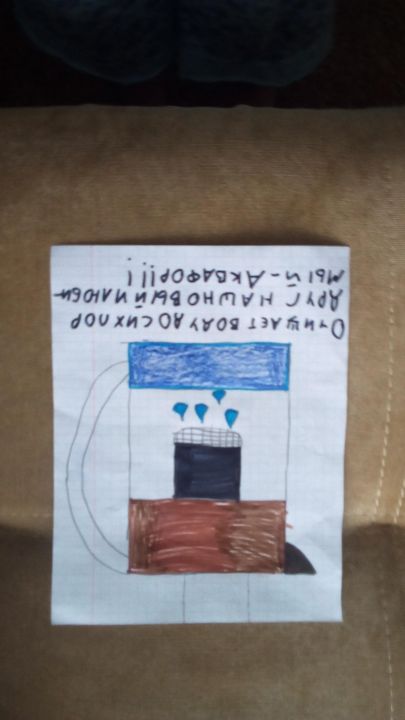 Очищает воду до сих пор
Друг наш новый и люби-
мый - Аквафор!!!